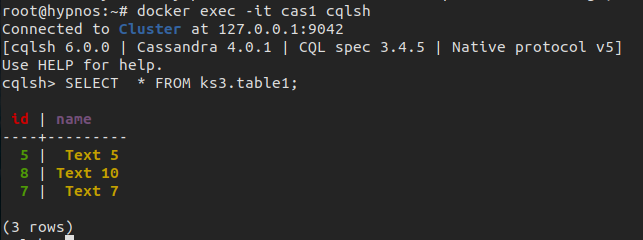 root@hypnos:~# docker exec -it cas1 cqlsh
Connected to Cluster at 127.0.0.1:9042
[cqlsh 6.0.0 | Cassandra 4.0.1 | CQL spec 3.4.5 | Native protocol v5]
Use HELP for help.
cqlsh> SELECT  * FROM ks3.table1;
 id | name
----+---------
  5 |  Text 5
  8 | Text 10
  7 |  Text 7
(3 rows)